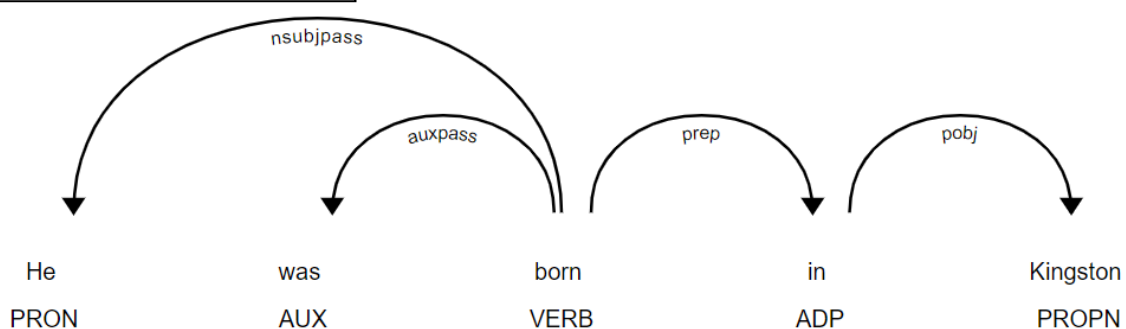 nsubjpass
auxpass prep pobj
He was born in Kingston
PRON AUX VERB ADP PROPN